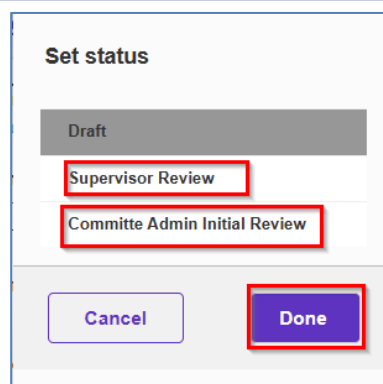 Set status
Draft
Supervisor Review
Committe Admin Initial Review
Cancel
Done